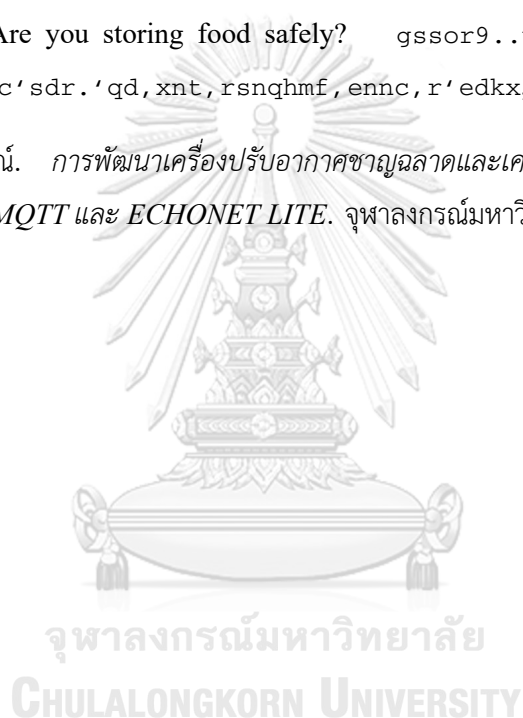 Are you storing food safely? gssor9..
c‘sdr.‘qd,xnt,rsnqhmf,ennc,r‘edkx
ณ์. การพัฒนาเครื่องปรับอากาศชาญฉลาดและเค
MQTT และ ECHONET LITE. จุฬาลงกรณ์มหาวิ
จุฬาลงกรณ์มหาวิทยาลัย
CHULALONGKORN UNIVERSITY